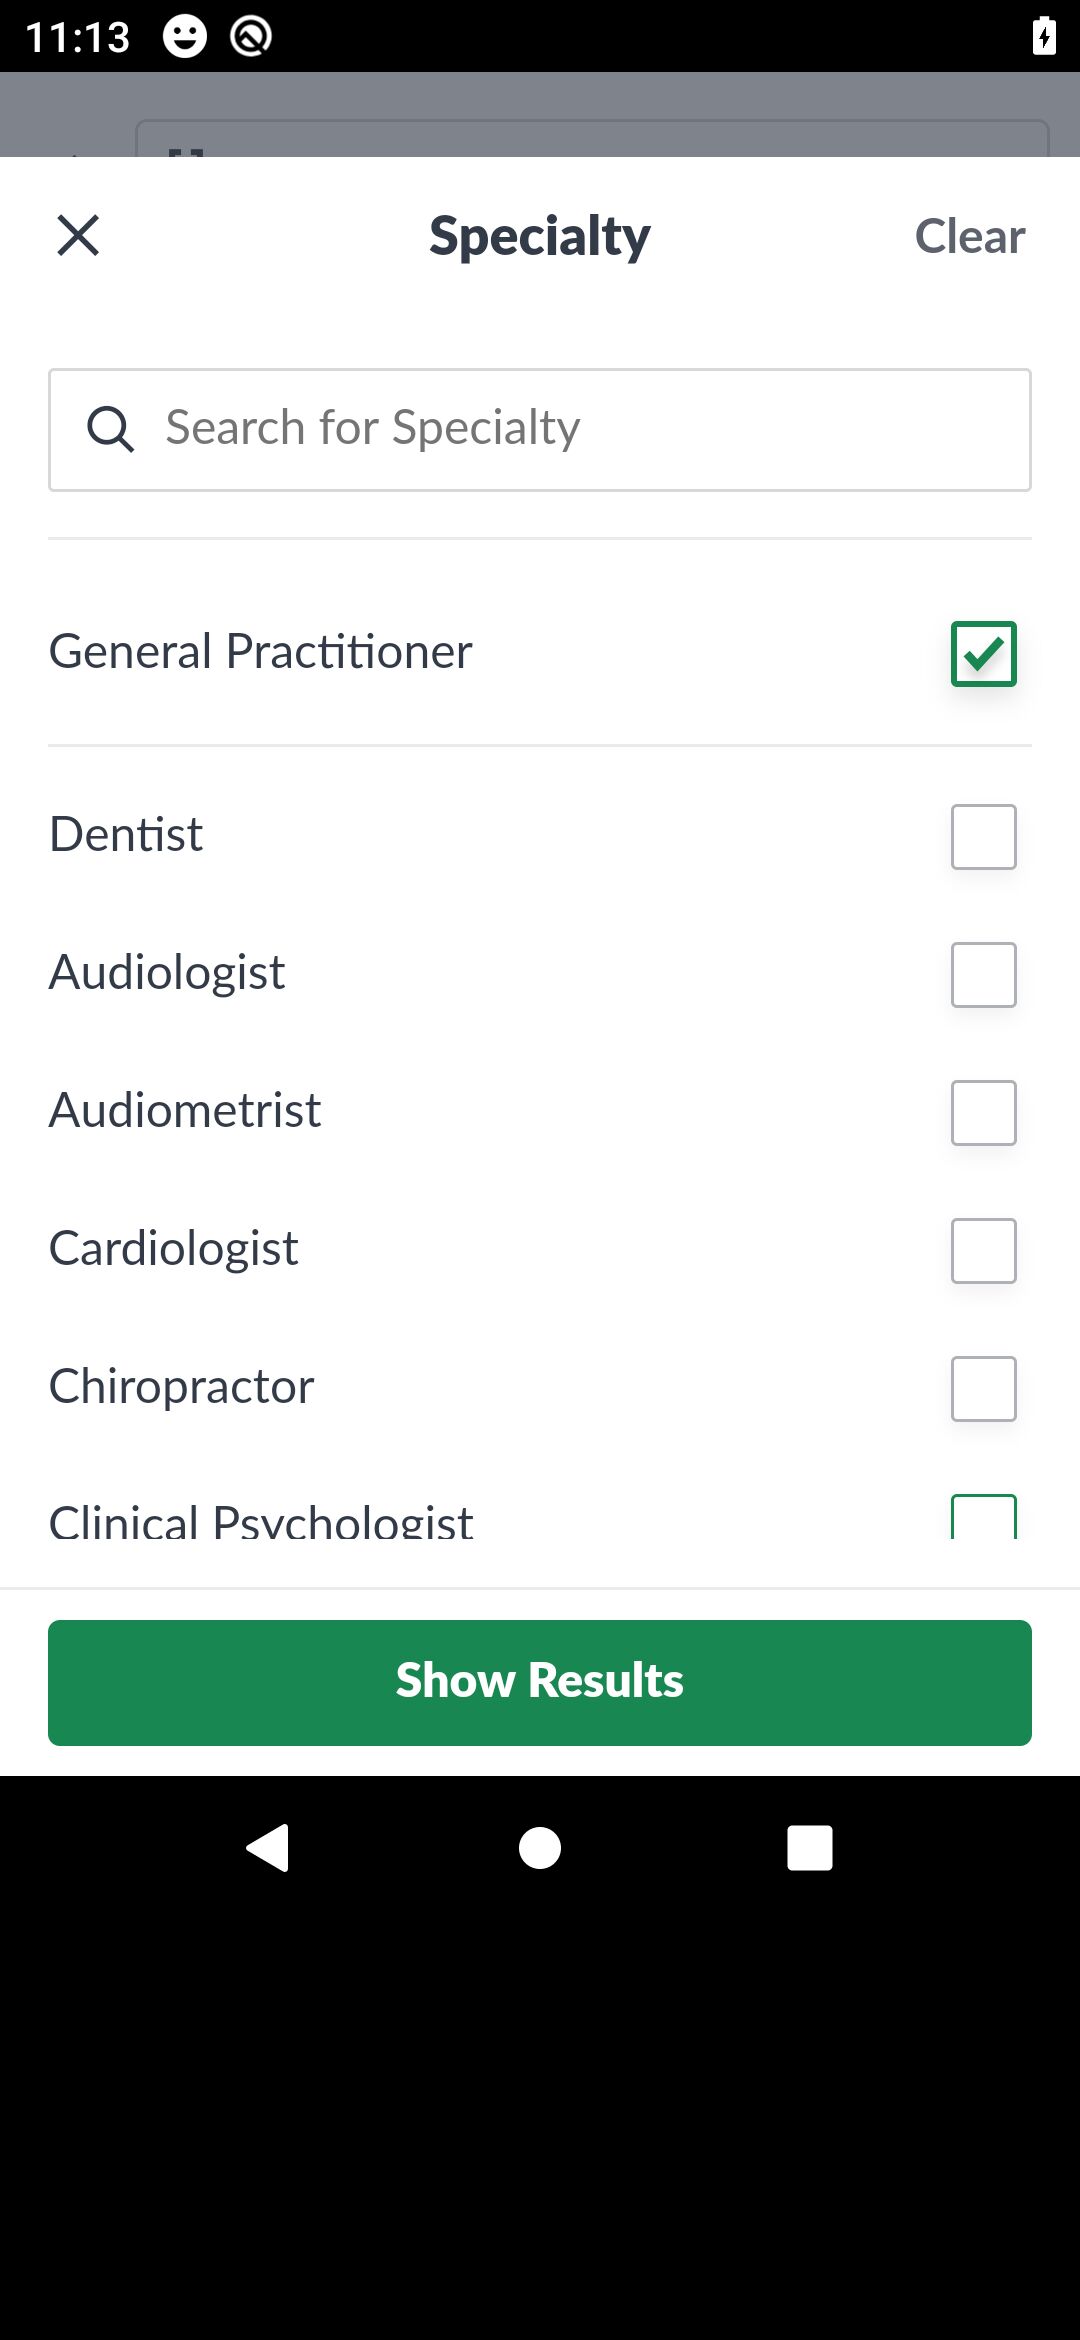 11:13
Specialty
Clear
Search for Specialty
General Practitioner
Dentist
Audiologist
Audiometrist
Cardiologist
Chiropractor
Clinical Psychologist
Show Results